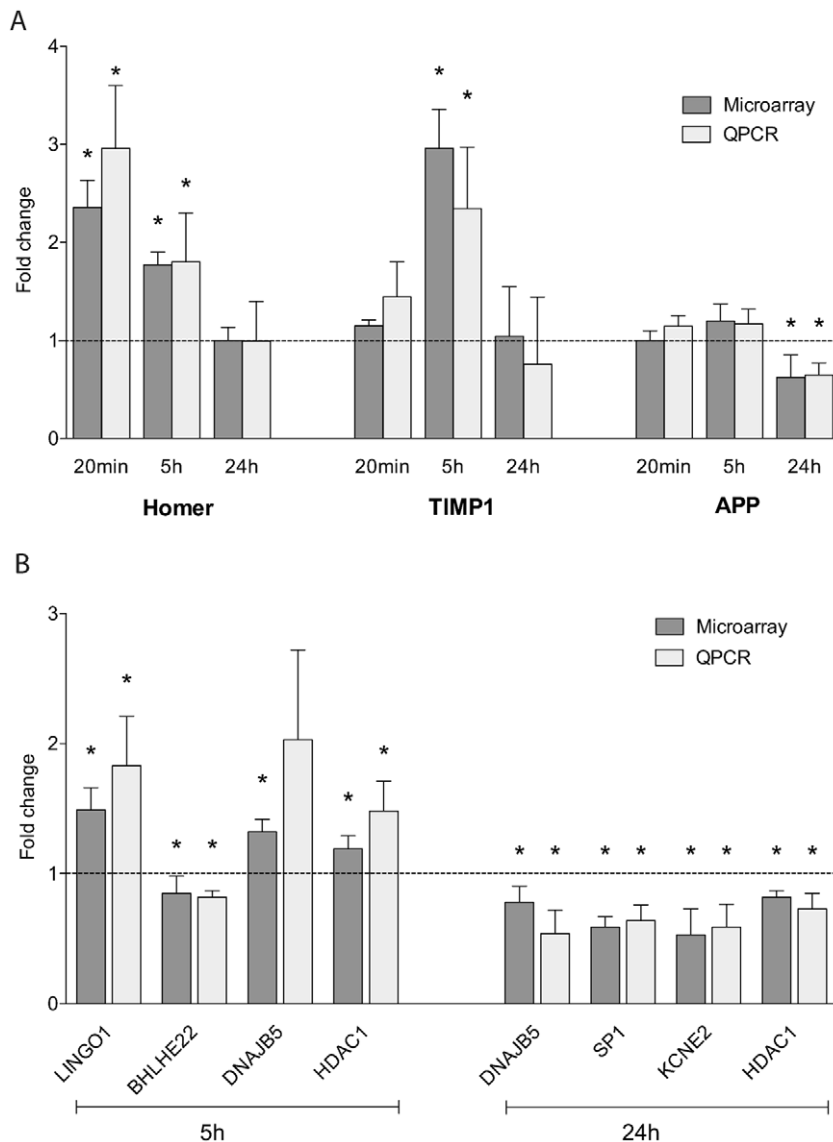 A
4
3
2
1
0
Fold change
* * * * * * * *
Microarray
QPCR
20min 5h 24h 20min 5h 24h 20min 5h 24h
Homer TIMP1 APP
B
3
2
1
0
Fold change
* * * * * * * * * * * * * * *
Microarray
QPCR
LINGO1 BHLHE22 DNAJB5 HDAC1 DNAJB5 SP1 KCNE2 HDAC1
5h 24h